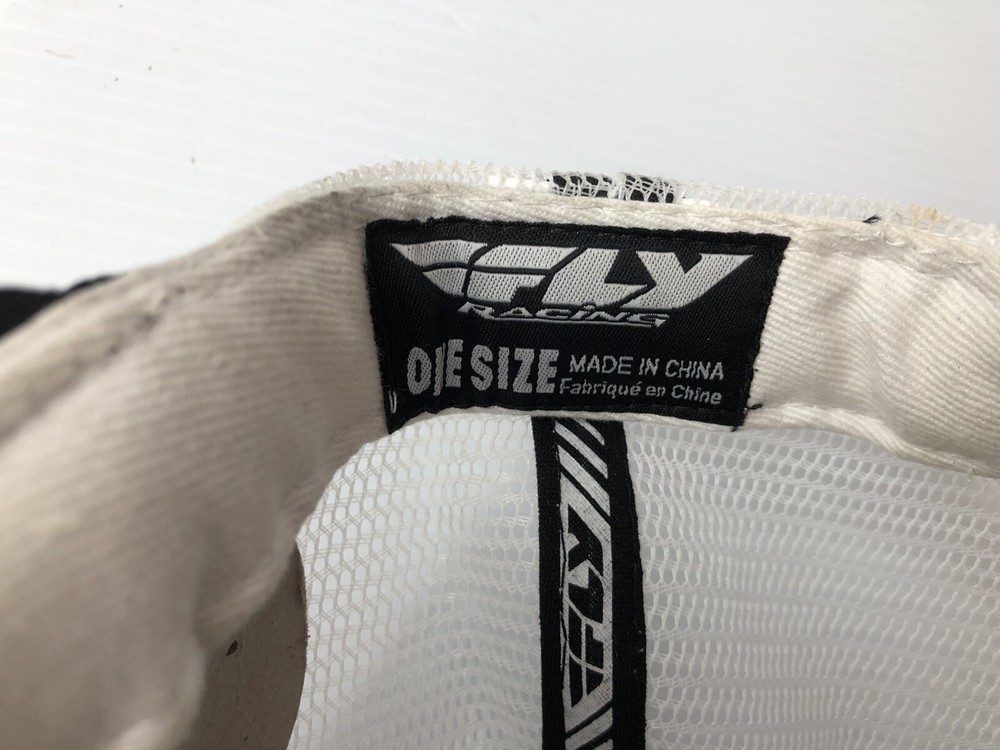 FLY
RACING
ONE SIZE
MADE IN CHINA
Fabriqué en Chine
FLY